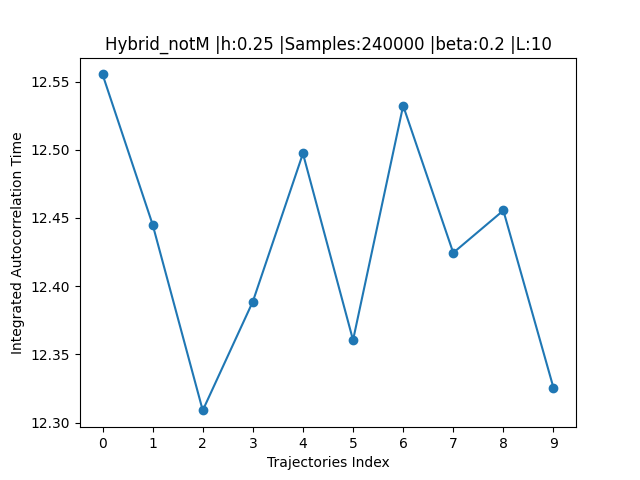 Hybrid_notM |h:0.25 |Samples:240000 |beta:0.2 |L:10
Integrated Autocorrelation Time
12.55
12.50
12.45
12.40
12.35
12.30
0 1 2 3 4 5 6 7 8 9
Trajectories Index